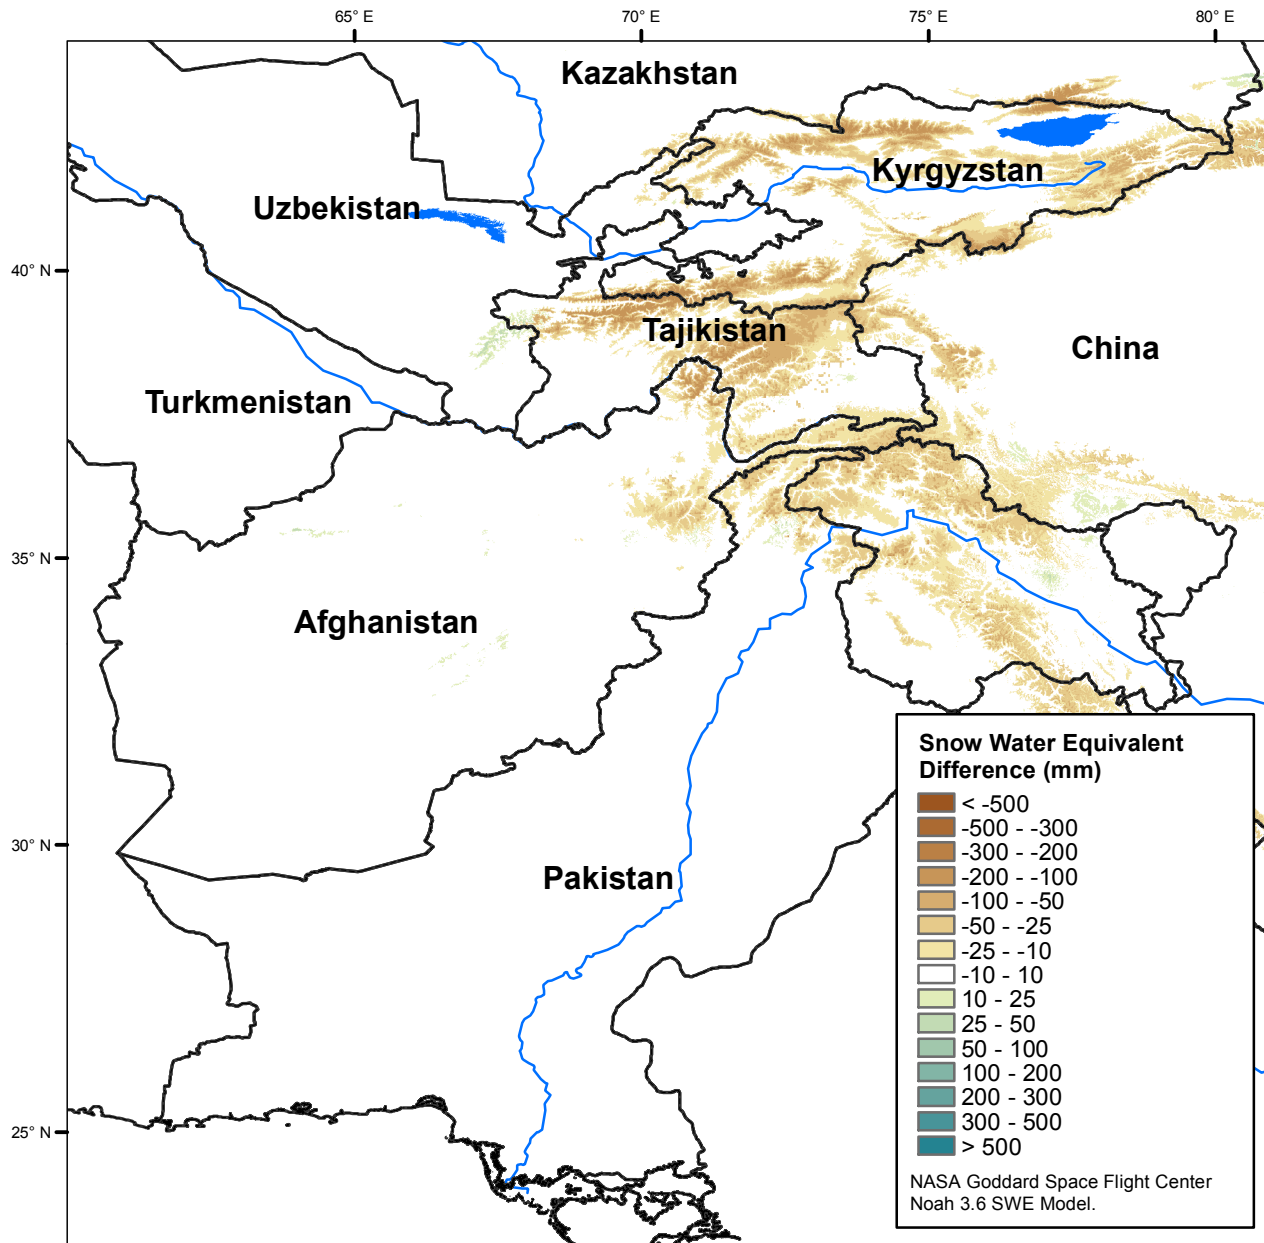 65° E
70° E
75° E
80° E
Kazakhstan
Kyrgyzstan
Uzbekistan
40° N
Tajikistan
China
Turkmenistan
35° N
Afghanistan
30° N
Pakistan
25° N
Snow Water Equivalent
Difference (mm)
< -500
-500 - -300
-300 - -200
-200 - -100
-100 - -50
-50 - -25
-25 - -10
-10 - 10
10 - 25
25 - 50
50 - 100
100 - 200
200 - 300
300 - 500
> 500
NASA Goddard Space Flight Center
Noah 3.6 SWE Model.